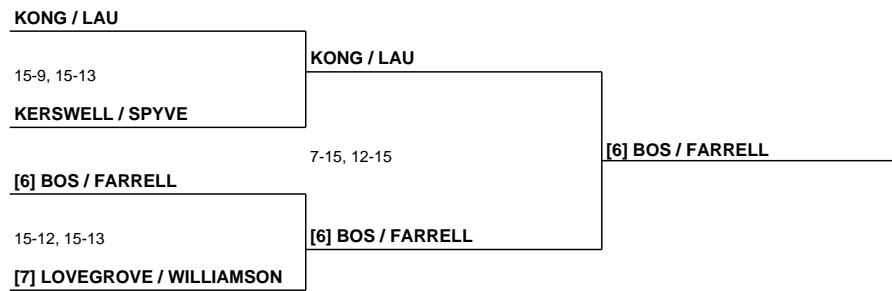 KONG / LAU
KONG / LAU
15-9, 15-13
KERSWELL / SPYVE
7-15, 12-15
[6] BOS / FARRELL
[6] BOS / FARRELL
15-12, 15-13
[6] BOS / FARRELL
[7] LOVEGROVE / WILLIAMSON